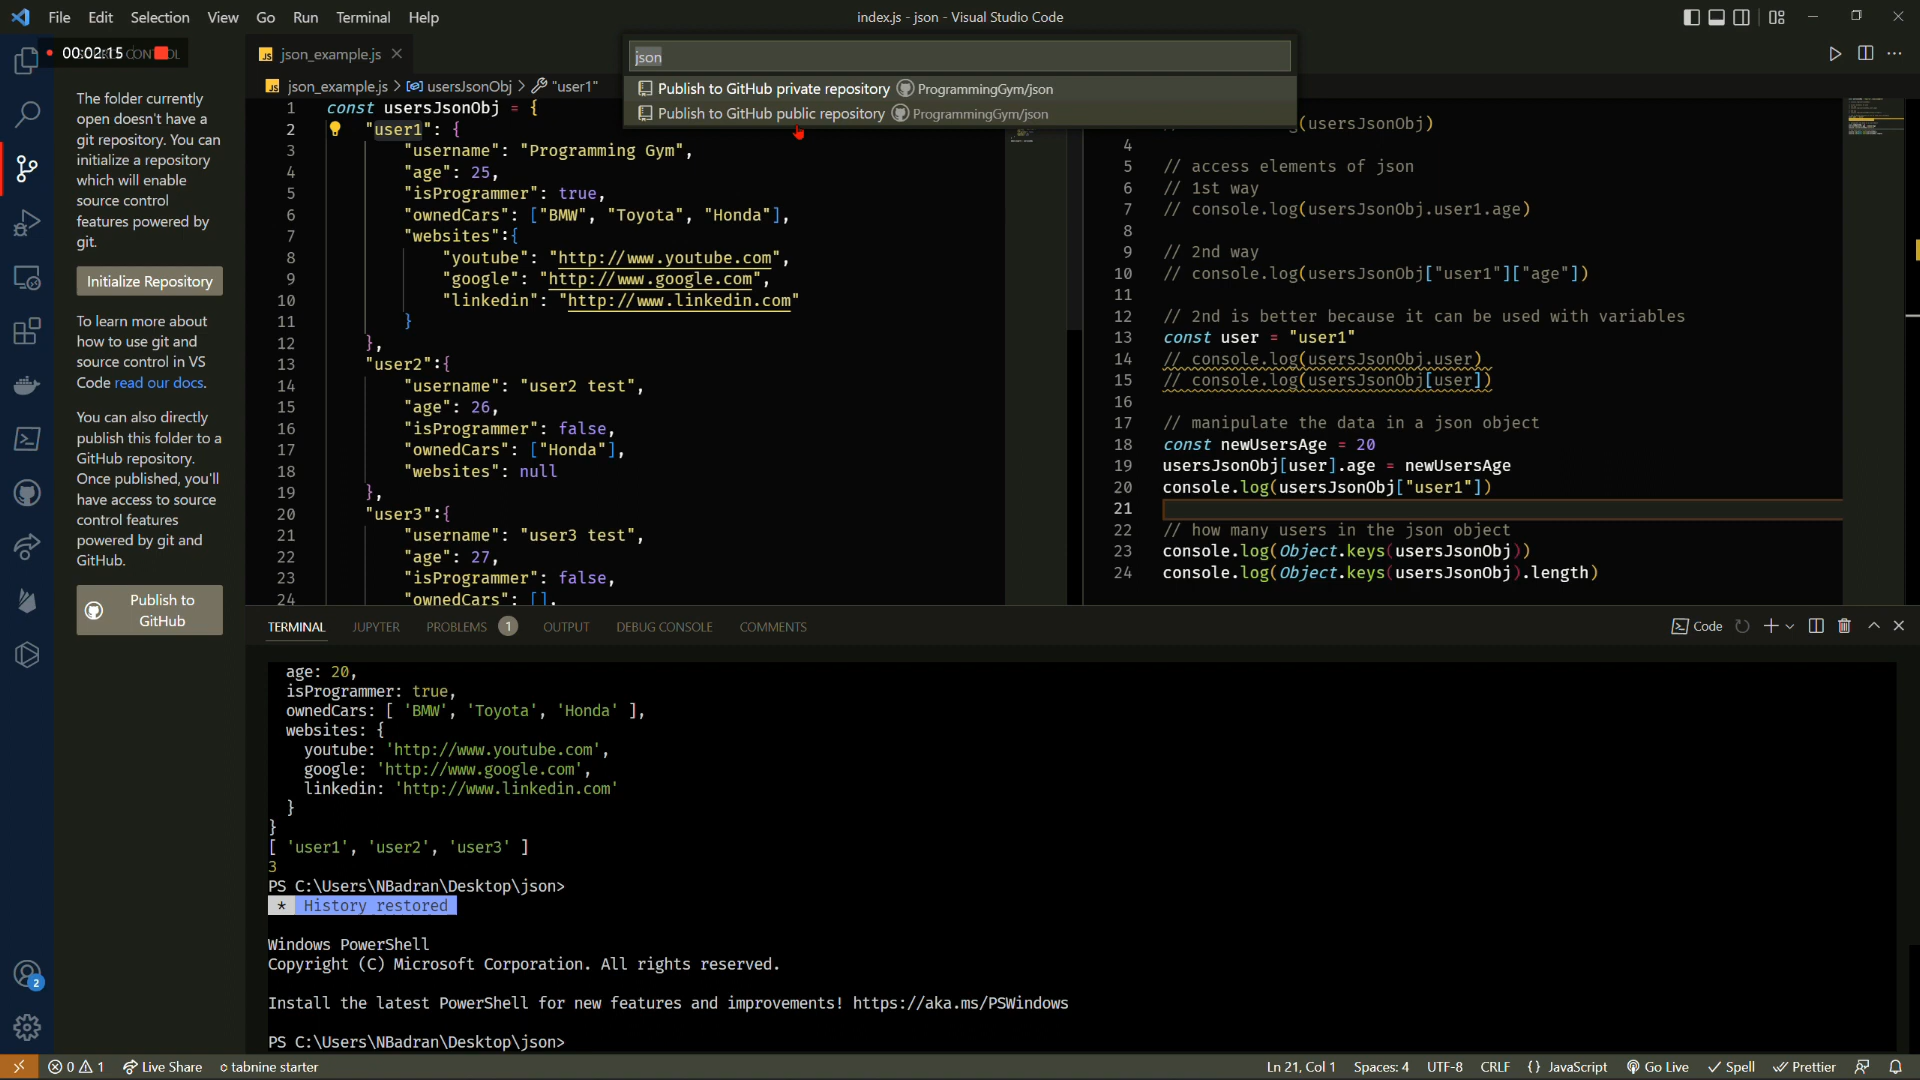 File Edit Selection View Go Run Terminal Help
index.js - json - Visual Studio Code
00:02:15
json_example.js
json
json_example.js > usersJsonObj > "user1"
Publish to GitHub private repository ProgrammingGym/json
Publish to GitHub public repository ProgrammingGym/json
The folder currently
open doesn't have a
git repository. You can
initialize a repository
which will enable
source control
features powered by
git.
Initialize Repository
To learn more about
how to use git and
source control in VS
Code read our docs.
You can also directly
publish this folder to a
GitHub repository.
Once published, you'll
have access to source
control features
powered by git and
GitHub.
Publish to
GitHub
2
1 const usersJsonObj = {
2 "user1": {
3 "username": "Programming Gym",
4 "age": 25,
5 "isProgrammer": true,
6 "ownedCars": ["BMW", "Toyota", "Honda"],
7 "websites":{
8 "youtube": "http://www.youtube.com",
9 "google": "http://www.google.com",
10 "linkedin": "http://www.linkedin.com"
11 }
12 },
13 "user2":{
14 "username": "user2 test",
15 "age": 26,
16 "isProgrammer": false,
17 "ownedCars": ["Honda"],
18 "websites": null
19 },
20 "user3":{
21 "username": "user3 test",
22 "age": 27,
23 "isProgrammer": false,
24 "ownedCars": [],
(usersJsonObj)
4
5 // access elements of json
6 // 1st way
7 // console.log(usersJsonObj.user1.age)
8
9 // 2nd way
10 // console.log(usersJsonObj["user1"]["age"])
11
12 // 2nd is better because it can be used with variables
13 const user = "user1"
14 // console.log(usersJsonObj.user)
15 // console.log(usersJsonObj[user])
16
17 // manipulate the data in a json object
18 const newUsersAge = 20
19 usersJsonObj[user].age = newUsersAge
20 console.log(usersJsonObj["user1"])
21
22 // how many users in the json object
23 console.log(Object.keys(usersJsonObj))
24 console.log(Object.keys(usersJsonObj).length)
TERMINAL JUPYTER PROBLEMS 1 OUTPUT DEBUG CONSOLE COMMENTS
Code
age: 20,
isProgrammer: true,
ownedCars: [ 'BMW', 'Toyota', 'Honda' ],
websites: {
youtube: 'http://www.youtube.com',
google: 'http://www.google.com',
linkedin: 'http://www.linkedin.com'
}
}
[ 'user1', 'user2', 'user3' ]
3
PS C:\Users\NBadran\Desktop\json>
* History restored
Windows PowerShell
Copyright (C) Microsoft Corporation. All rights reserved.
Install the latest PowerShell for new features and improvements! https://aka.ms/PSWindows
PS C:\Users\NBadran\Desktop\json>
0 1 Live Share tabnine starter
Ln 21, Col 1 Spaces: 4 UTF-8 CRLF {} JavaScript Go Live Spell Prettier